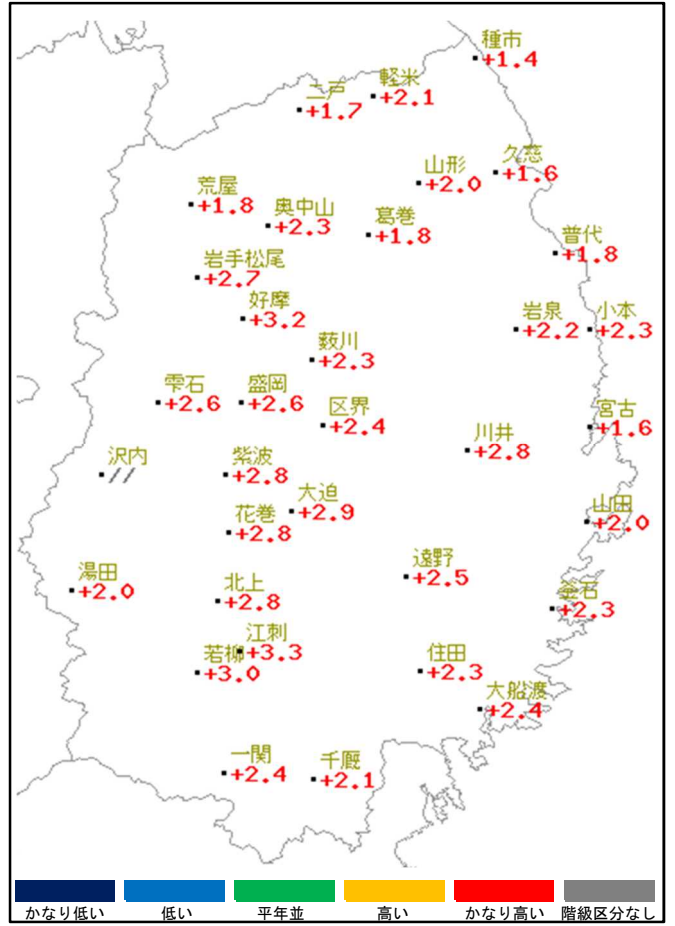 種市
+1.4
軽米
+2.1
二戸
+1.7
久慈
+1.6
山形
+2.0
荒屋
+1.8
奥中山
+2.3
葛巻
+1.8
普代
+1.8
岩手松尾
+2.7
好摩
+3.2
岩泉
+2.2
小本
+2.3
薮川
+2.3
雫石
+2.6
盛岡
+2.6
区界
+2.4
宮古
+1.6
川井
+2.8
沢内
//
紫波
+2.8
大迫
+2.9
山田
+2.0
花巻
+2.8
遠野
+2.5
湯田
+2.0
北上
+2.8
釜石
+2.3
江刺
+3.3
若柳
+3.0
住田
+2.3
大船渡
+2.4
一関
+2.4
千厩
+2.1
かなり低い 低い 平年並 高い かなり高い 階級区分なし